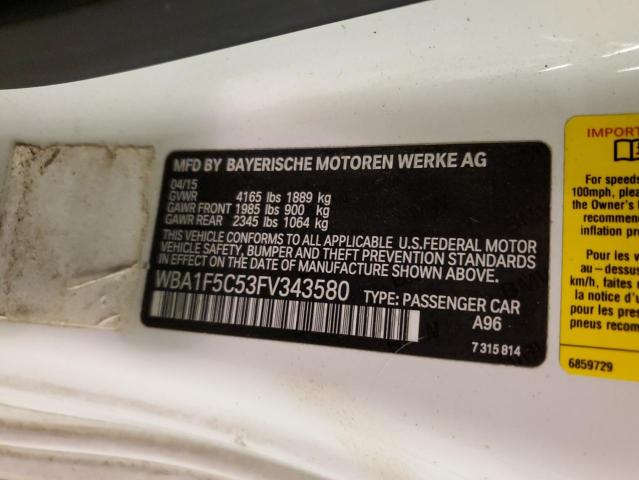 MFD BY BAYERISCHE MOTOREN WERKE AG
04/15
GVWR 4165 lbs 1889 kg
GAWR FRONT 1985 lbs 900 kg
GAWR REAR 2345 lbs 1064 kg
THIS VEHICLE CONFORMS TO ALL APPLICABLE U.S. FEDERAL MOTOR
VEHICLE SAFETY, BUMPER AND THEFT PREVENTION STANDARDS
IN EFFECT ON THE DATE OF MANUFACTURE SHOWN ABOVE.
WBA1F5C53FV343580 TYPE: PASSENGER CAR
A96
7 315 814
IMPORT
For speeds
100mph, pleas
the Owner's
recommen
inflation pr
Pour les
au-dessu
km/h, faites
la notice d'u
pour les pres
pneus recom
6859729